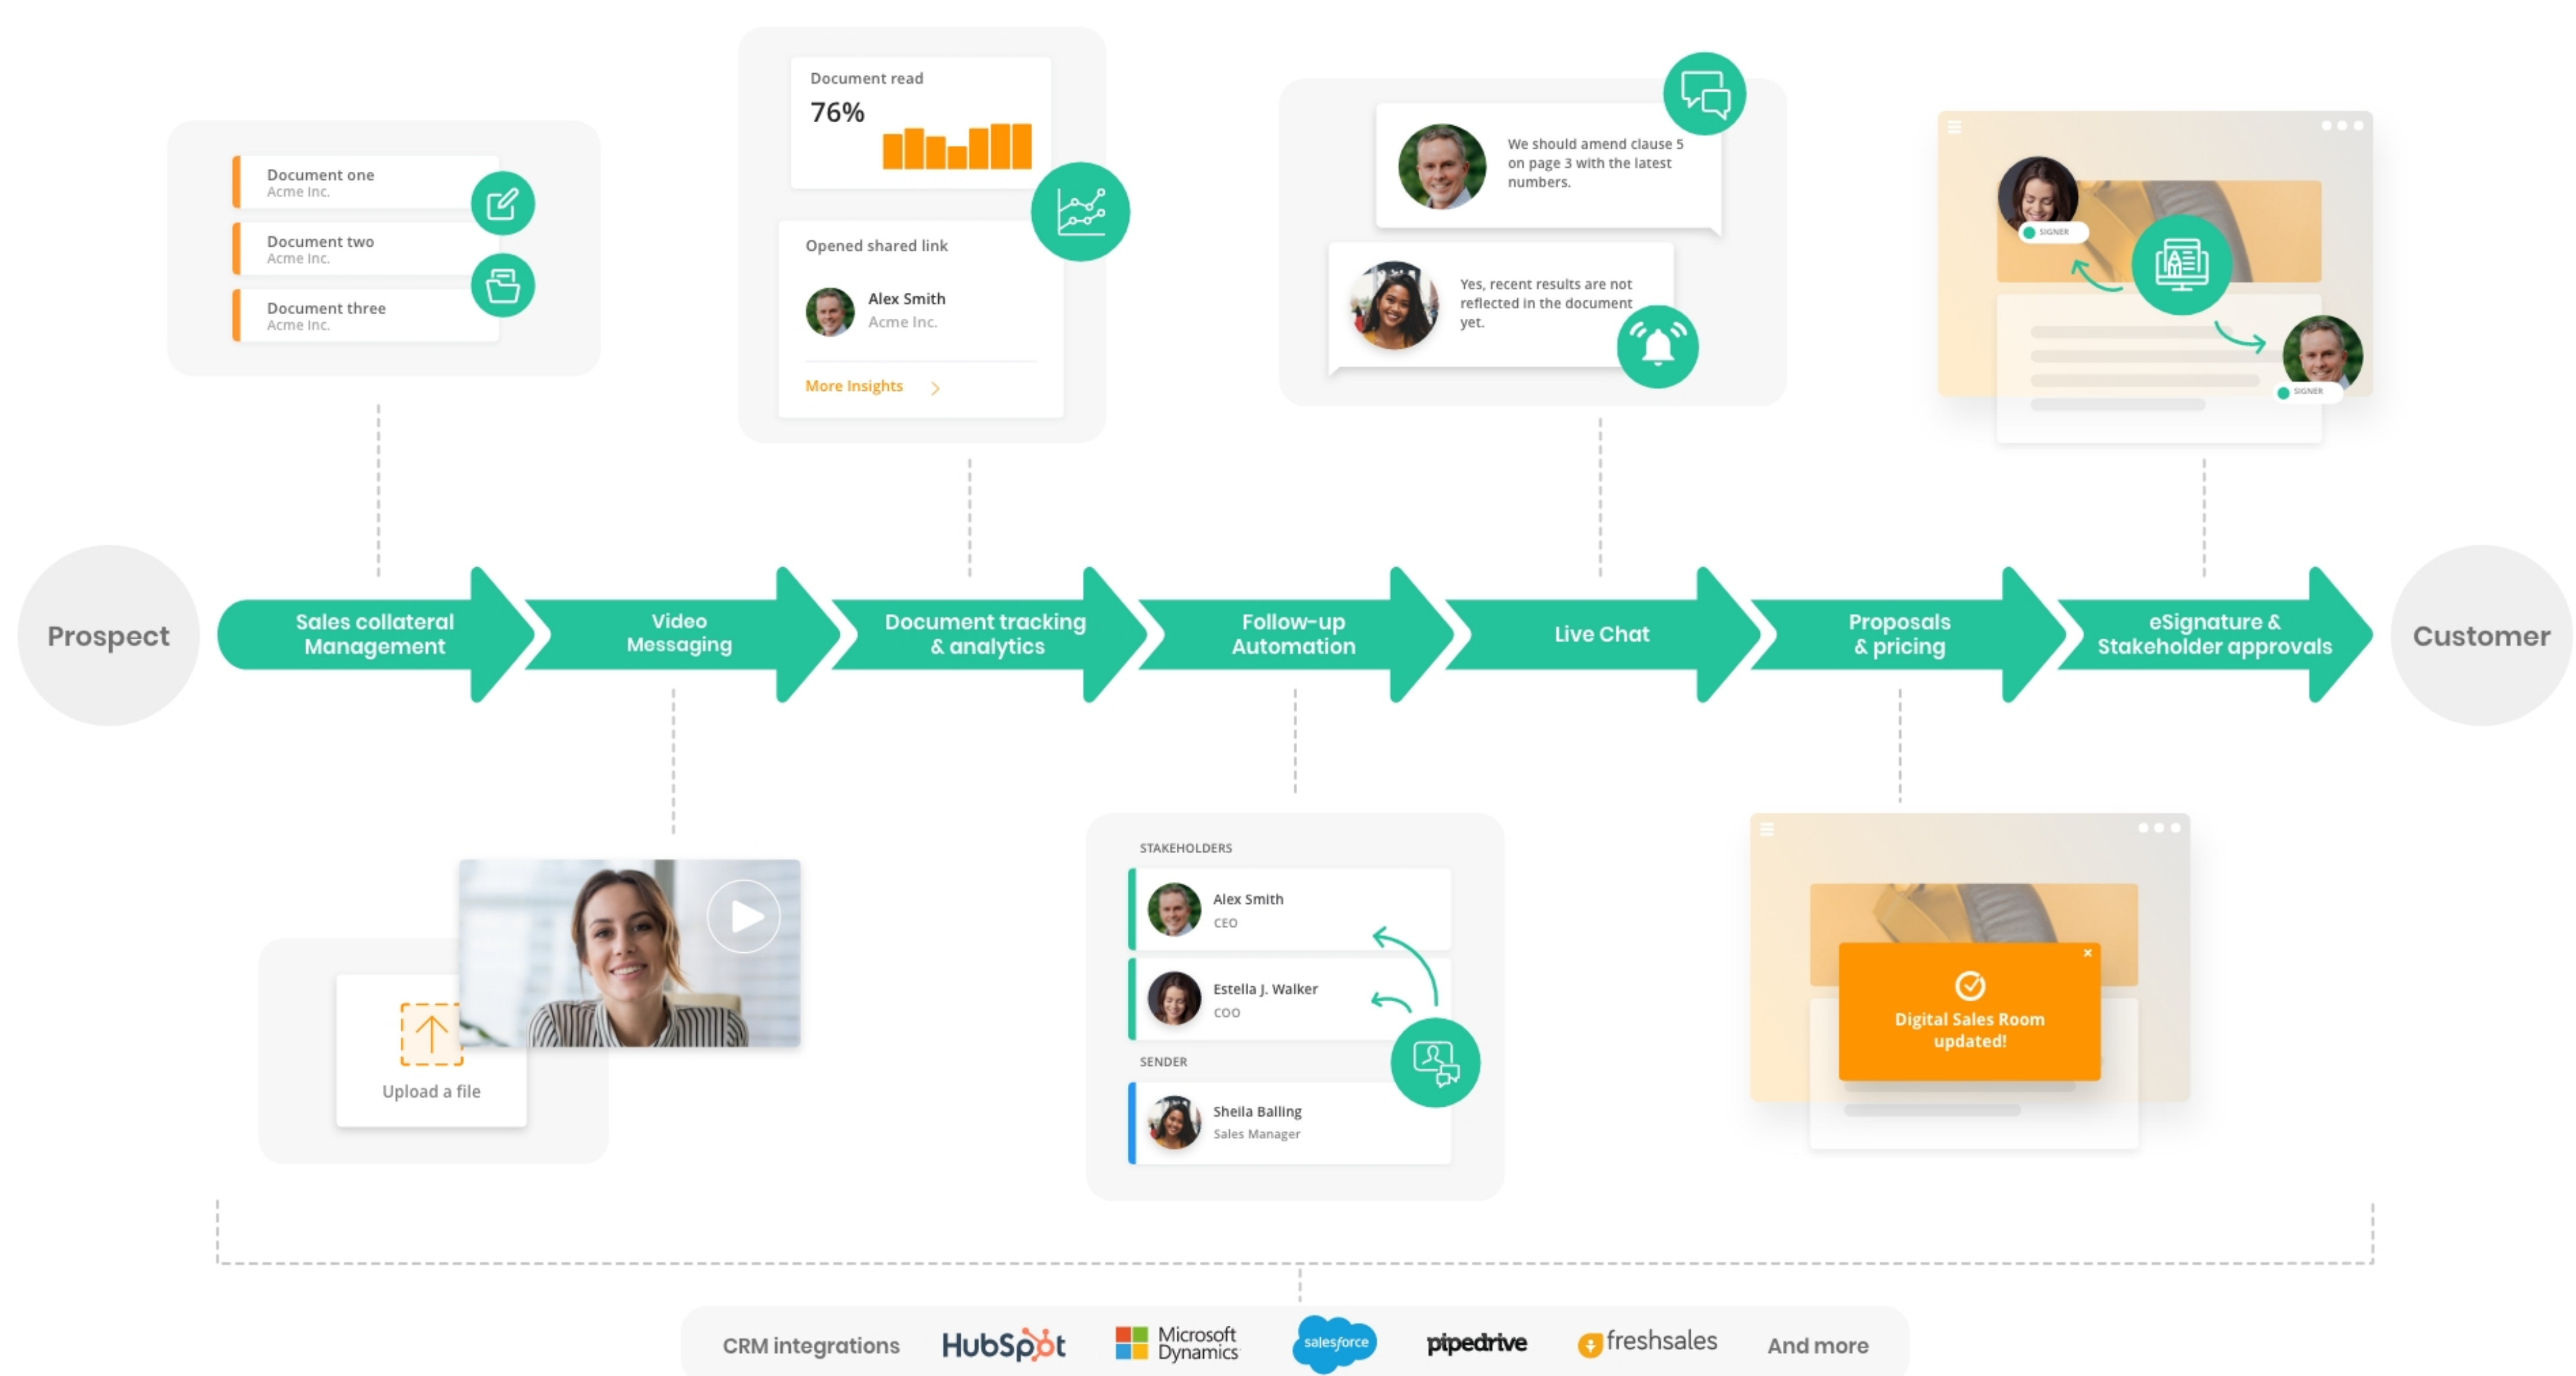 Document one
Acme Inc.
Document two
Acme Inc.
Document three
Acme Inc.
Document read
76%
Opened shared link
Alex Smith
Acme Inc.
More Insights
We should amend clause 5
on page 3 with the latest
numbers.
Yes, recent results are not
reflected in the document
yet.
SIGNER
SIGNER
Prospect
Sales collateral
Management
Video
Messaging
Document tracking
& analytics
Follow-up
Automation
Live Chat
Proposals
& pricing
eSignature &
Stakeholder approvals
Customer
Upload a file
STAKEHOLDERS
Alex Smith
CEO
Estella J. Walker
COO
SENDER
Sheila Balling
Sales Manager
Digital Sales Room
updated!
CRM integrations
HubSpot
Microsoft
Dynamics
salesforce
pipedrive
freshsales
And more